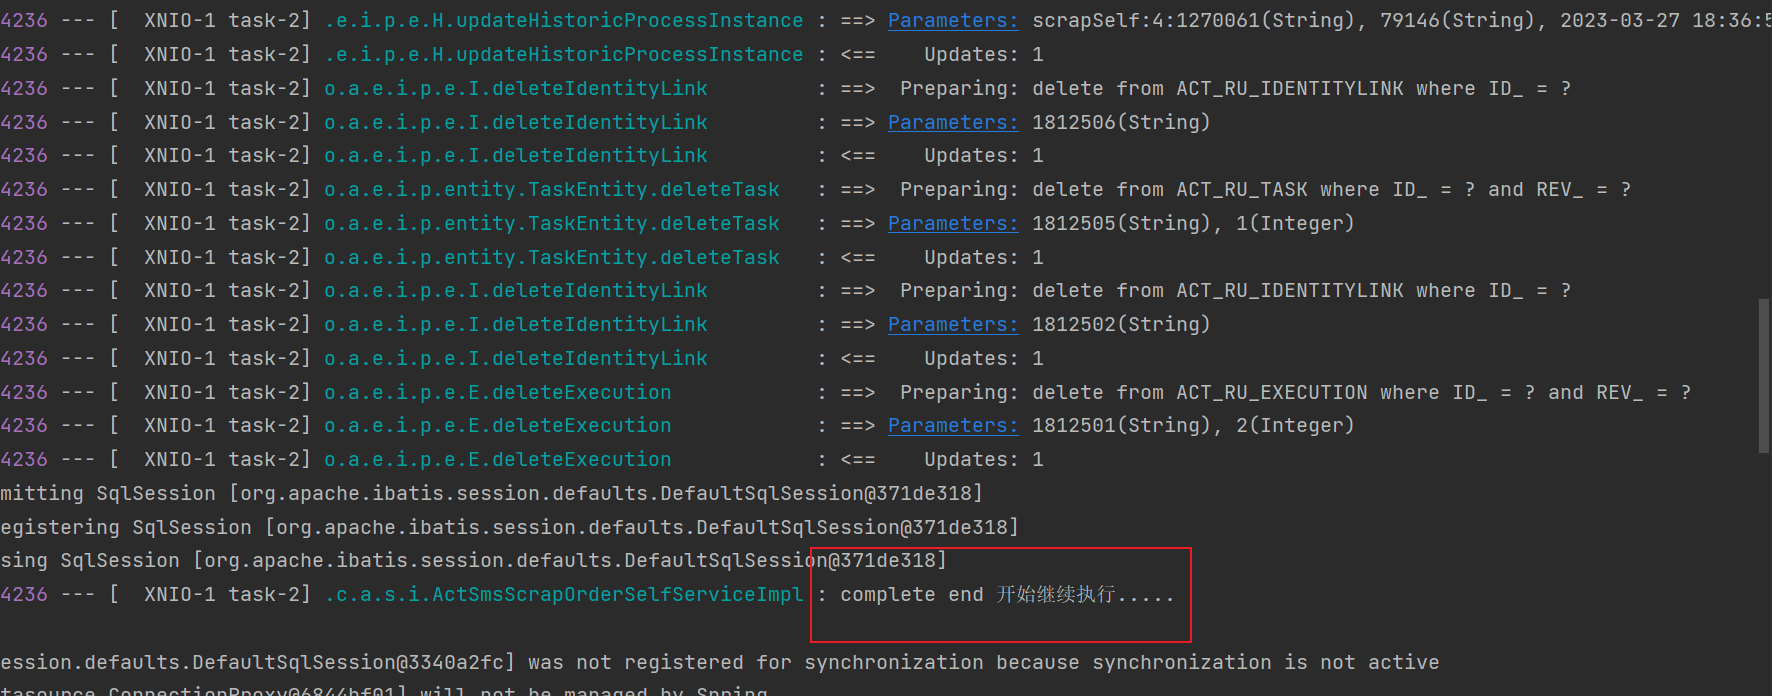 4236 --- [  XNIO-1 task-2] .e.i.p.e.H.updateHistoricProcessInstance : ==> Parameters: scrapSelf:4:1270061(String), 79146(String), 2023-03-27 18:36:5
4236 --- [  XNIO-1 task-2] .e.i.p.e.H.updateHistoricProcessInstance : <==    Updates: 1
4236 --- [  XNIO-1 task-2] o.a.e.i.p.e.I.deleteIdentityLink         : ==>  Preparing: delete from ACT_RU_IDENTITYLINK where ID_ = ?
4236 --- [  XNIO-1 task-2] o.a.e.i.p.e.I.deleteIdentityLink         : ==> Parameters: 1812506(String)
4236 --- [  XNIO-1 task-2] o.a.e.i.p.e.I.deleteIdentityLink         : <==    Updates: 1
4236 --- [  XNIO-1 task-2] o.a.e.i.p.entity.TaskEntity.deleteTask   : ==>  Preparing: delete from ACT_RU_TASK where ID_ = ? and REV_ = ?
4236 --- [  XNIO-1 task-2] o.a.e.i.p.entity.TaskEntity.deleteTask   : ==> Parameters: 1812505(String), 1(Integer)
4236 --- [  XNIO-1 task-2] o.a.e.i.p.entity.TaskEntity.deleteTask   : <==    Updates: 1
4236 --- [  XNIO-1 task-2] o.a.e.i.p.e.I.deleteIdentityLink         : ==>  Preparing: delete from ACT_RU_IDENTITYLINK where ID_ = ?
4236 --- [  XNIO-1 task-2] o.a.e.i.p.e.I.deleteIdentityLink         : ==> Parameters: 1812502(String)
4236 --- [  XNIO-1 task-2] o.a.e.i.p.e.I.deleteIdentityLink         : <==    Updates: 1
4236 --- [  XNIO-1 task-2] o.a.e.i.p.e.E.deleteExecution            : ==>  Preparing: delete from ACT_RU_EXECUTION where ID_ = ? and REV_ = ?
4236 --- [  XNIO-1 task-2] o.a.e.i.p.e.E.deleteExecution            : ==> Parameters: 1812501(String), 2(Integer)
4236 --- [  XNIO-1 task-2] o.a.e.i.p.e.E.deleteExecution            : <==    Updates: 1
mitting SqlSession [org.apache.ibatis.session.defaults.DefaultSqlSession@371de318]
egistering SqlSession [org.apache.ibatis.session.defaults.DefaultSqlSession@371de318]
sing SqlSession [org.apache.ibatis.session.defaults.DefaultSqlSession@371de318]
4236 --- [  XNIO-1 task-2] .c.a.s.i.ActSmsScrapOrderSelfServiceImpl : complete end 开始继续执行.....
ession.defaults.DefaultSqlSession@3340a2fc] was not registered for synchronization because synchronization is not active
tasource.ConnectionProxy@6844bf01] will not be managed by Spring